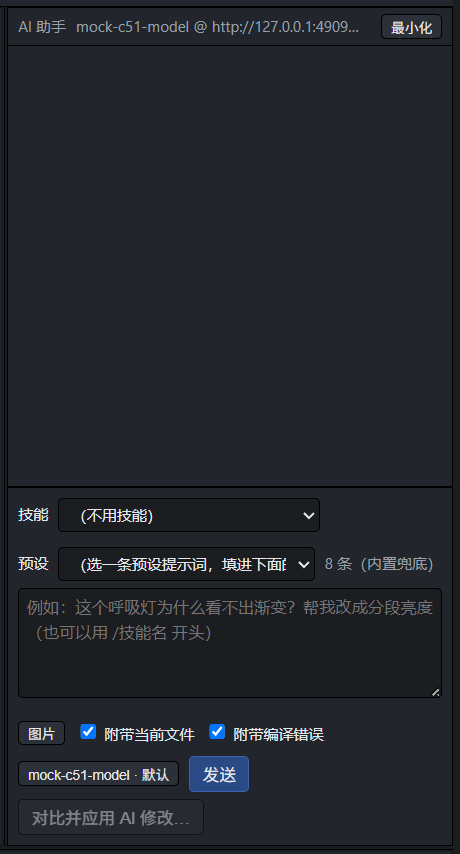 AI 助手 mock-c51-model @ http://127.0.0.1:4909... 最小化
技能 (不用技能)
预设 (选一条预设提示词，填进下面的 8 条（内置兜底）
例如：这个呼吸灯为什么看不出渐变？帮我改成分段亮度
（也可以用 /技能名 开头）
图片 附带当前文件 附带编译错误
mock-c51-model · 默认 发送
对比并应用 AI 修改...